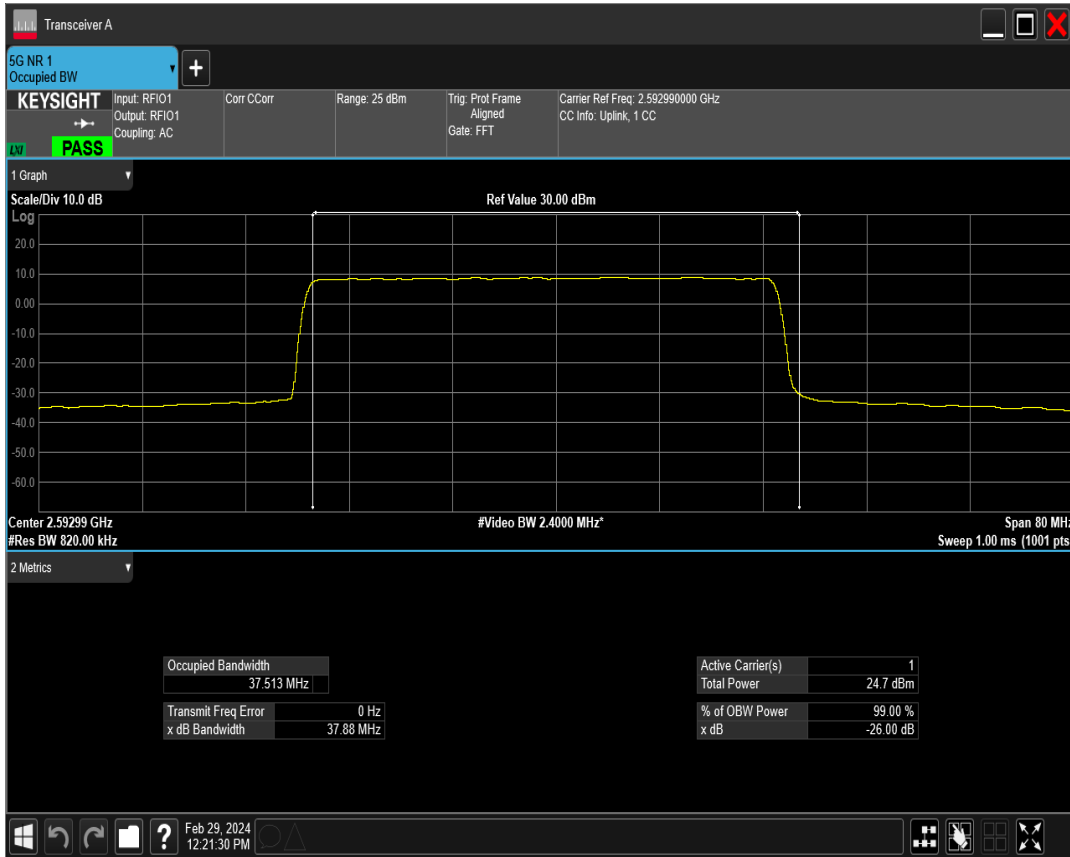 Transceiver A
5G NR 1
Occupied BW
+
KEYSIGHT
LXI
PASS
Input: RFIO1
Output: RFIO1
Coupling: AC
Corr CCorr
Range: 25 dBm
Trig: Prot Frame
Aligned
Gate: FFT
Carrier Ref Freq: 2.592990000 GHz
CC Info: Uplink, 1 CC
1 Graph
Scale/Div 10.0 dB
Ref Value 30.00 dBm
Log
20.0
10.0
0.00
-10.0
-20.0
-30.0
-40.0
-50.0
-60.0
Center 2.59299 GHz
#Video BW 2.4000 MHz*
Span 80 MHz
#Res BW 820.00 kHz
Sweep 1.00 ms (1001 pts
2 Metrics
Occupied Bandwidth
37.513 MHz
Transmit Freq Error 0 Hz
x dB Bandwidth 37.88 MHz
Active Carrier(s) 1
Total Power 24.7 dBm
% of OBW Power 99.00 %
x dB -26.00 dB
?
Feb 29, 2024
12:21:30 PM